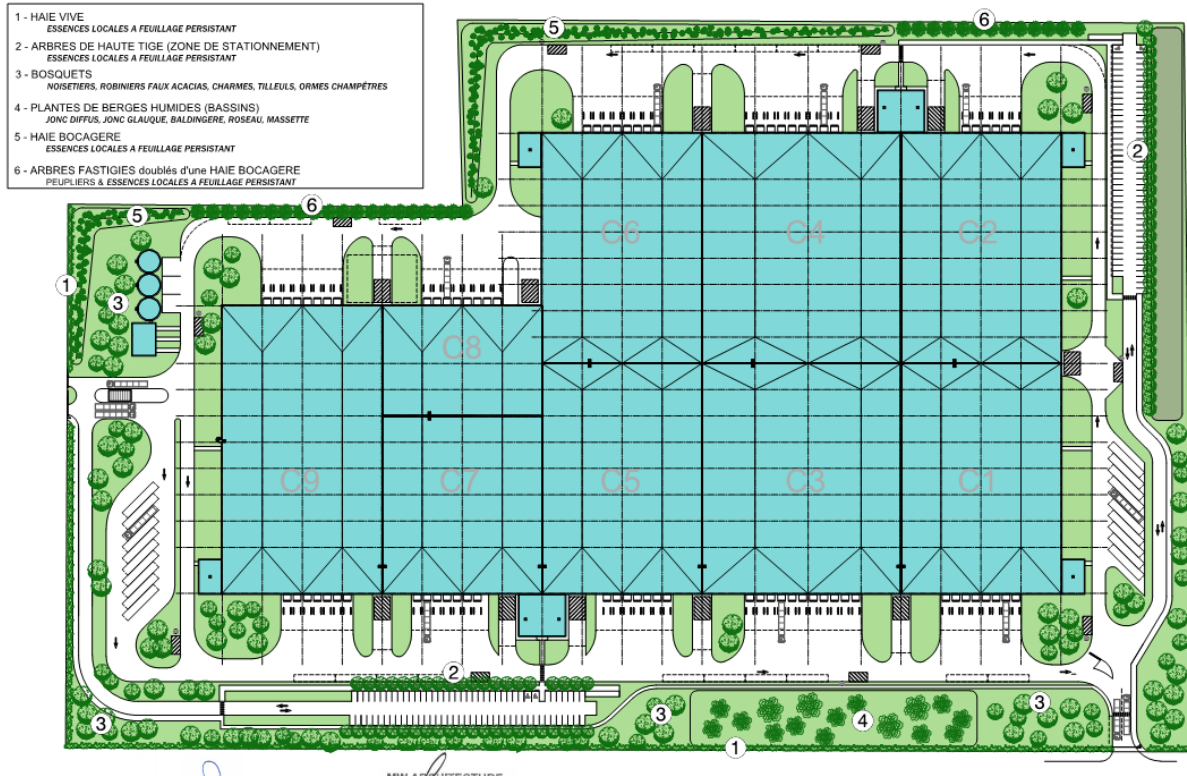 1 - HAIE VIVE
ESSENCES LOCALES A FEUILLAGE PERSISTANT
2 - ARBRES DE HAUTE TIGE (ZONE DE STATIONNEMENT)
ESSENCES LOCALES A FEUILLAGE PERSISTANT
3 - BOSQUETS
NOISETIERS, ROBINIERS FAUX ACACIAS, CHARMES, TILLEULS, ORMES CHAMPÊTRES
4 - PLANTES DE BERGES HUMIDES (BASSINS)
JONC DIFFUS, JONC GLAUQUE, BALDINGERE, ROSEAU, MASSETTE
5 - HAIE BOCAGERE
ESSENCES LOCALES A FEUILLAGE PERSISTANT
6 - ARBRES FASTIGIES doublés d'une HAIE BOCAGERE
PEUPLIERS & ESSENCES LOCALES A FEUILLAGE PERSISTANT
5
6
2
6
5
C6
C4
C2
1
3
C8
C9
C7
C5
C3
C1
2
3
3
4
3
1